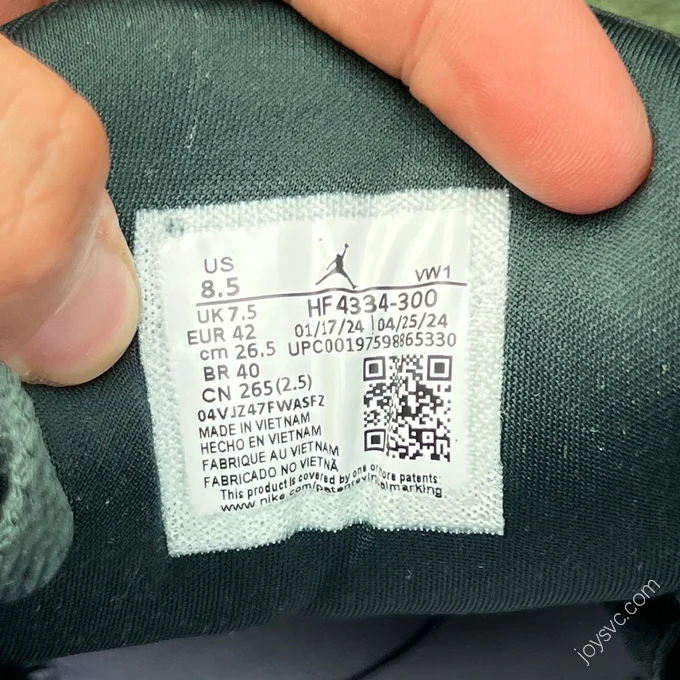 US
8.5
VW1
UK 7.5
HF4334-300
EUR 42
01/17/24 | 04/25/24
cm 26.5
UPC00197598865330
BR 40
CN 265(2.5)
04VJZ47FWASFZ
MADE IN VIETNAM
HECHO EN VIETNAM
FABRIQUE AU VIETNAM
FABRICADO NO VIETNÃ
This product is covered by one or more patents
www.nike.com/patentsvirtualmarking
joysvc.com